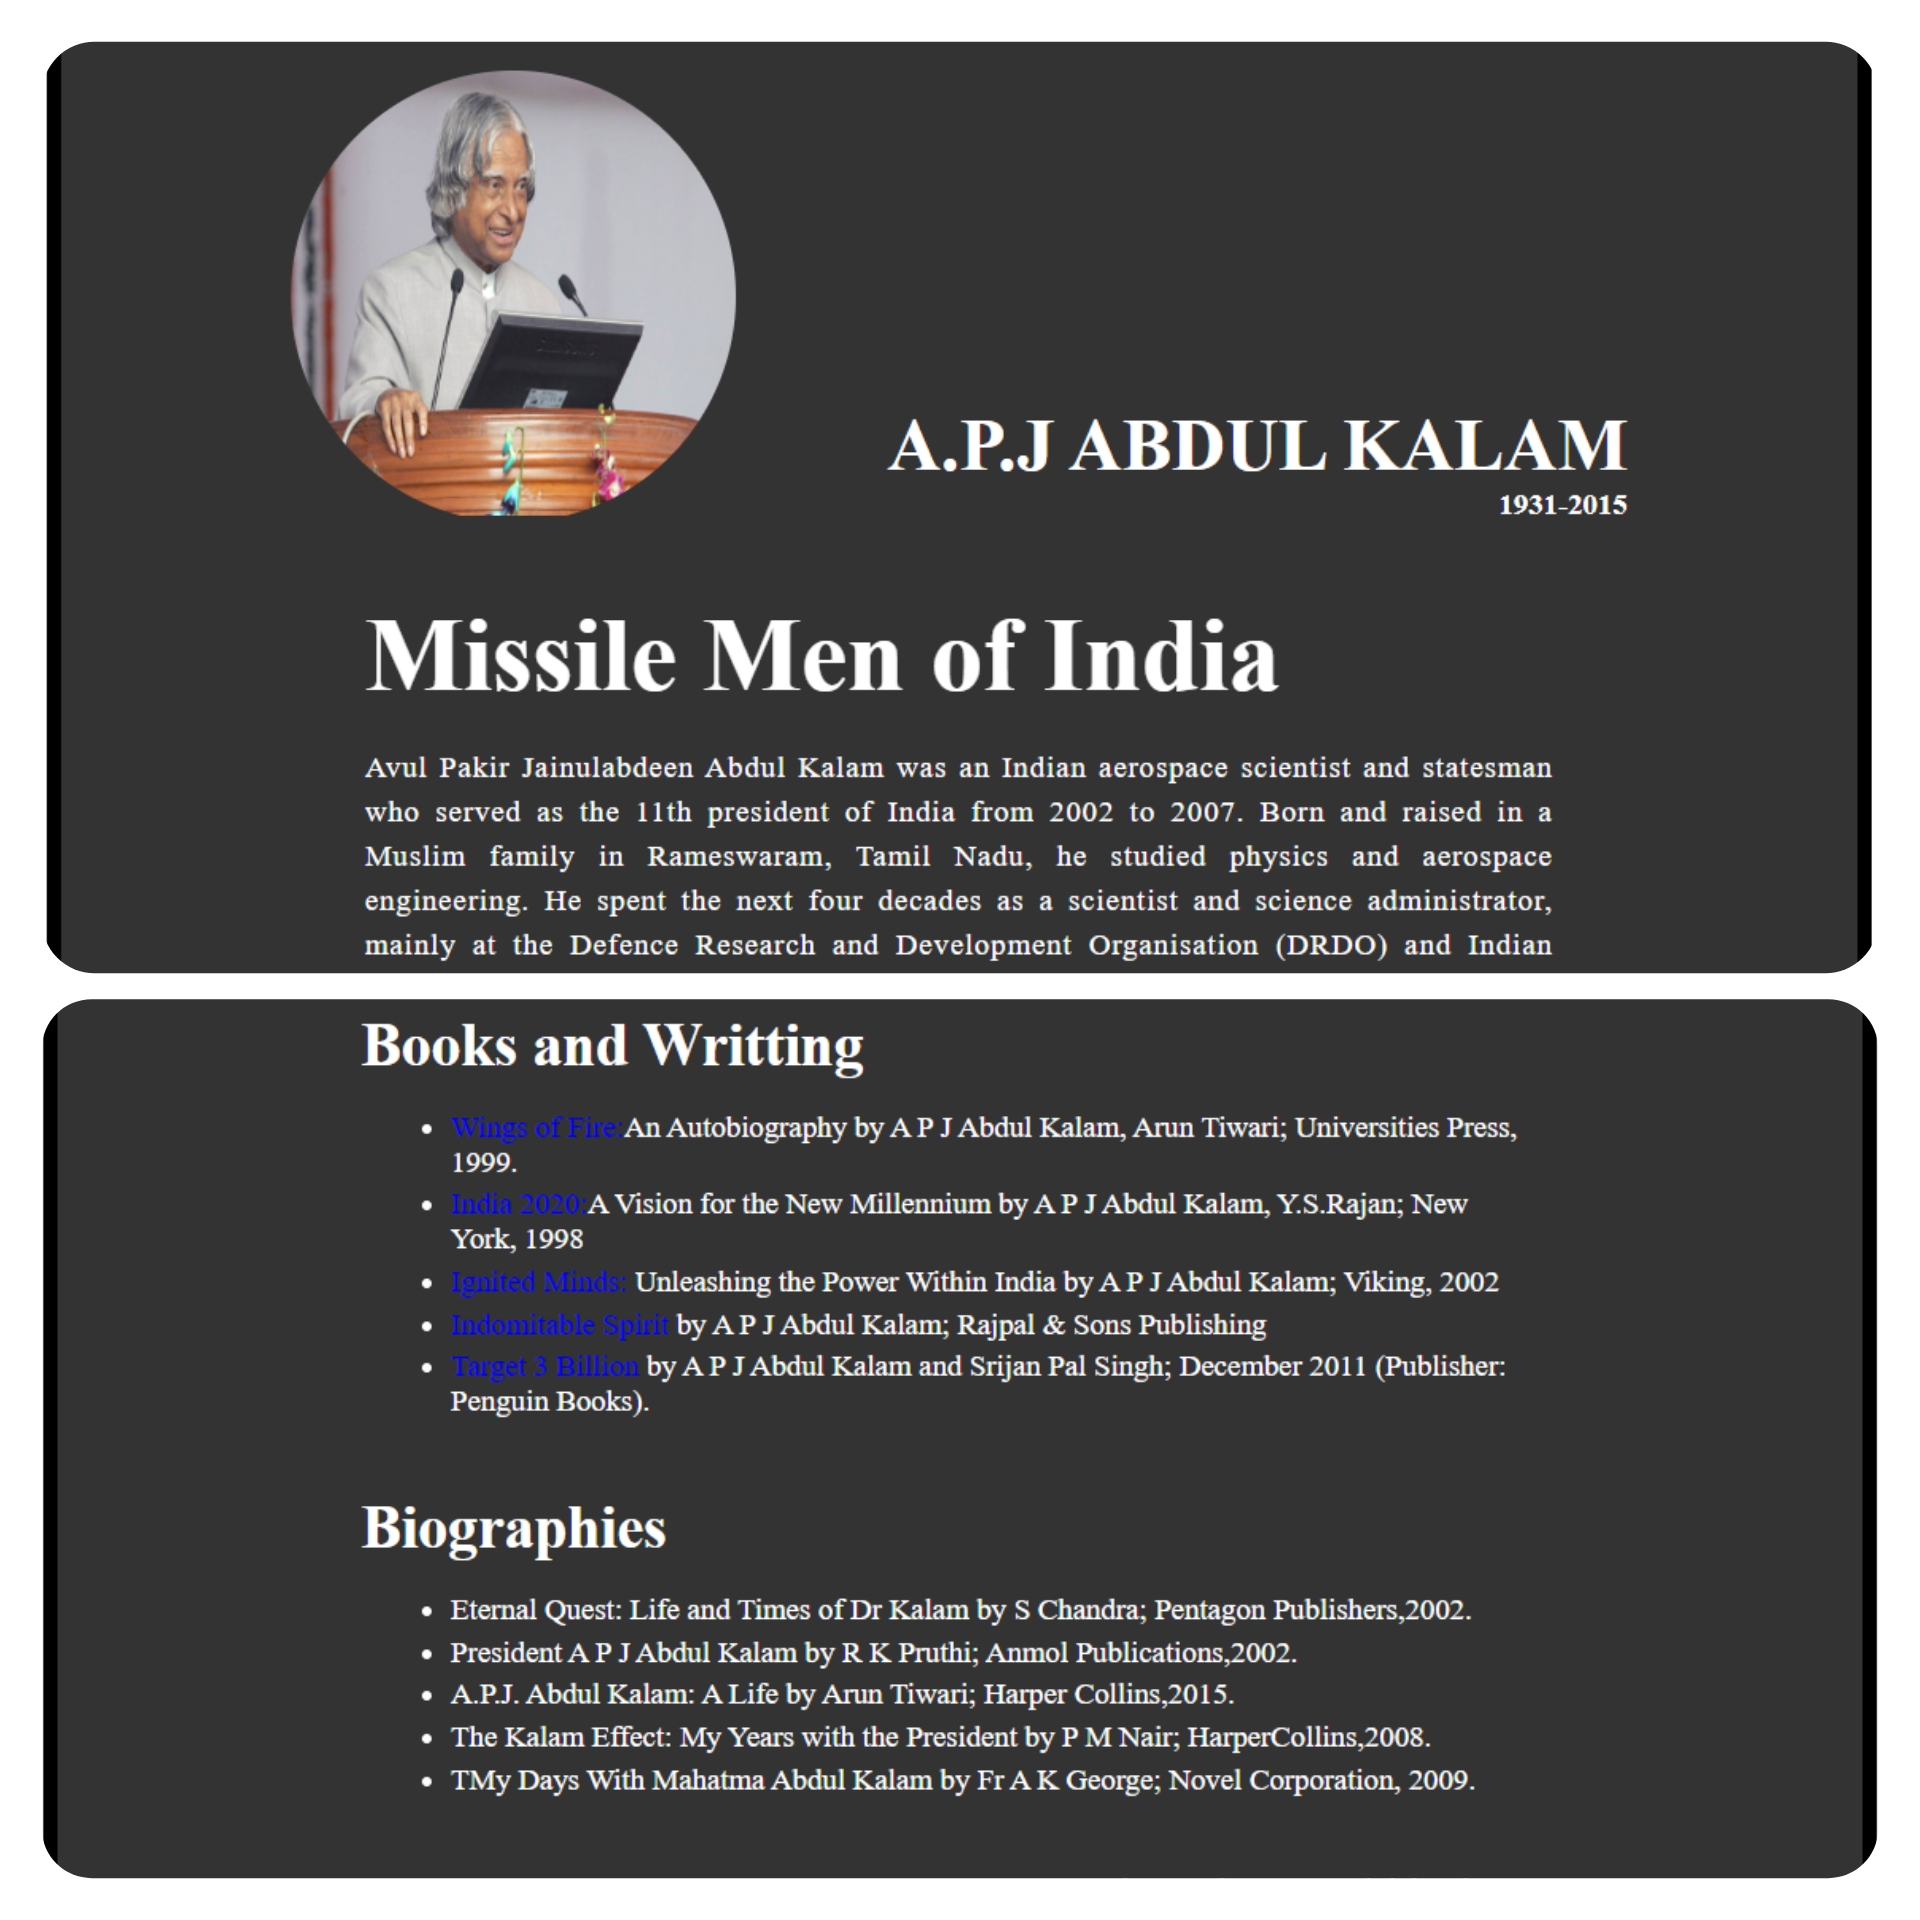 A.P.J ABDUL KALAM
1931-2015
Missile Men of India
Avul Pakir Jainulabdeen Abdul Kalam was an Indian aerospace scientist and statesman
who served as the 11th president of India from 2002 to 2007. Born and raised in a
Muslim family in Rameswaram, Tamil Nadu, he studied physics and aerospace
engineering. He spent the next four decades as a scientist and science administrator,
mainly at the Defence Research and Development Organisation (DRDO) and Indian
Books and Writting
Wings of Fire:An Autobiography by A P J Abdul Kalam, Arun Tiwari; Universities Press,
1999.
India 2020:A Vision for the New Millennium by A P J Abdul Kalam, Y.S.Rajan; New
York, 1998
Ignited Minds: Unleashing the Power Within India by A P J Abdul Kalam; Viking, 2002
Indomitable Spirit by A P J Abdul Kalam; Rajpal & Sons Publishing
Target 3 Billion by A P J Abdul Kalam and Srijan Pal Singh; December 2011 (Publisher:
Penguin Books).
Biographies
Eternal Quest: Life and Times of Dr Kalam by S Chandra; Pentagon Publishers,2002.
President A P J Abdul Kalam by R K Pruthi; Anmol Publications,2002.
A.P.J. Abdul Kalam: A Life by Arun Tiwari; Harper Collins,2015.
The Kalam Effect: My Years with the President by P M Nair; HarperCollins,2008.
TMy Days With Mahatma Abdul Kalam by Fr A K George; Novel Corporation, 2009.